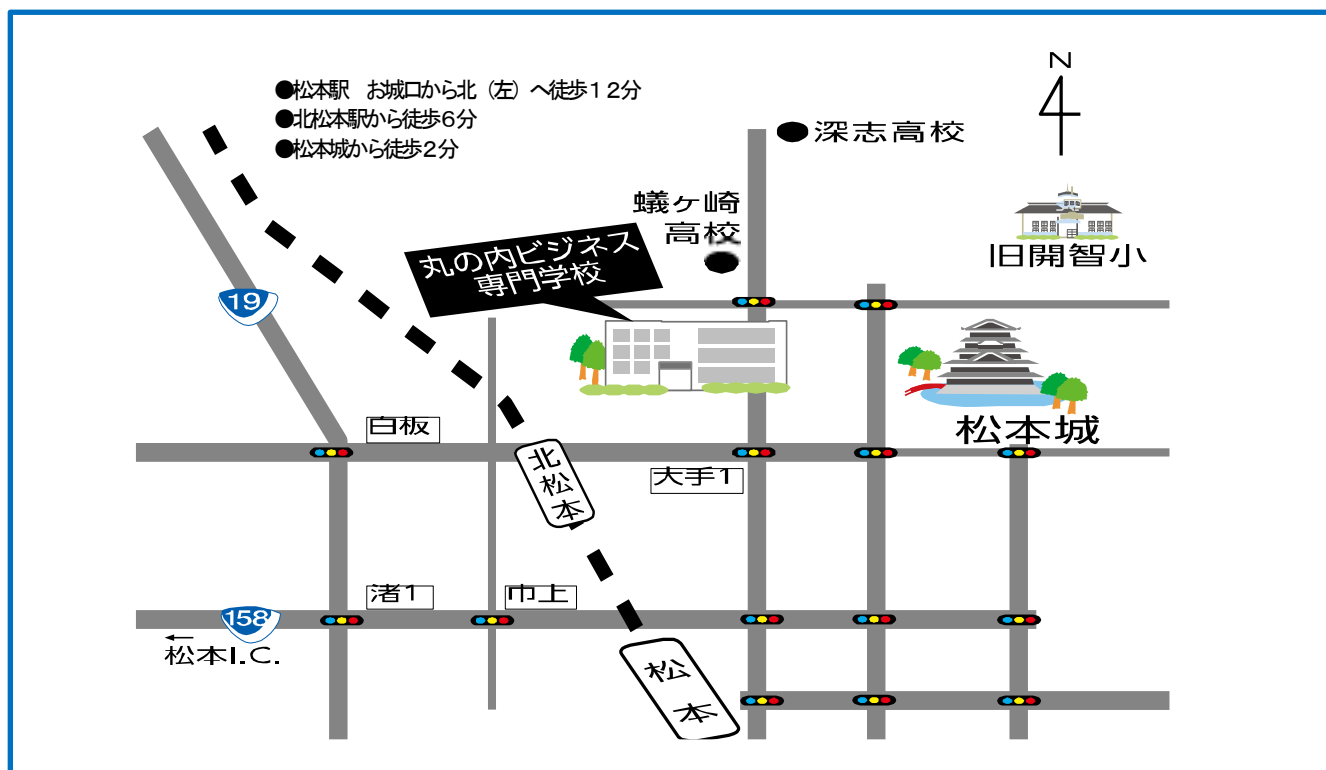 ●松本駅　お城口から北（左）へ徒歩１２分
●北松本駅から徒歩６分
●松本城から徒歩２分
N
深志高校
蟻ヶ崎
高校
旧開智小
丸の内ビジネス
専門学校
19
松本城
白板
北松本
大手1
渚1
巾上
158
←
松本I.C.
松本